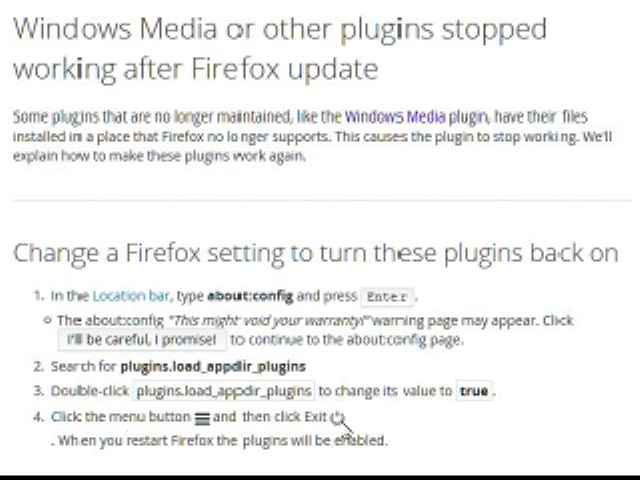 Windows Media or other plugins stopped
working after Firefox update
Some plugins that are no longer maintained, like the Windows Media plugin, have their files
installed in a place that Firefox no longer supports. This causes the plugin to stop working. We'll
explain how to make these plugins work again.
Change a Firefox setting to turn these plugins back on
1. In the Location bar, type about:config and press Enter.
The about:config "This might void your warranty!" warning page may appear. Click
I'll be careful, I promise! to continue to the about:config page.
2. Search for plugins.load_appdir_plugins
3. Double-click plugins.load_appdir_plugins to change its value to true.
4. Click the menu button and then click Exit
. When you restart Firefox the plugins will be enabled.